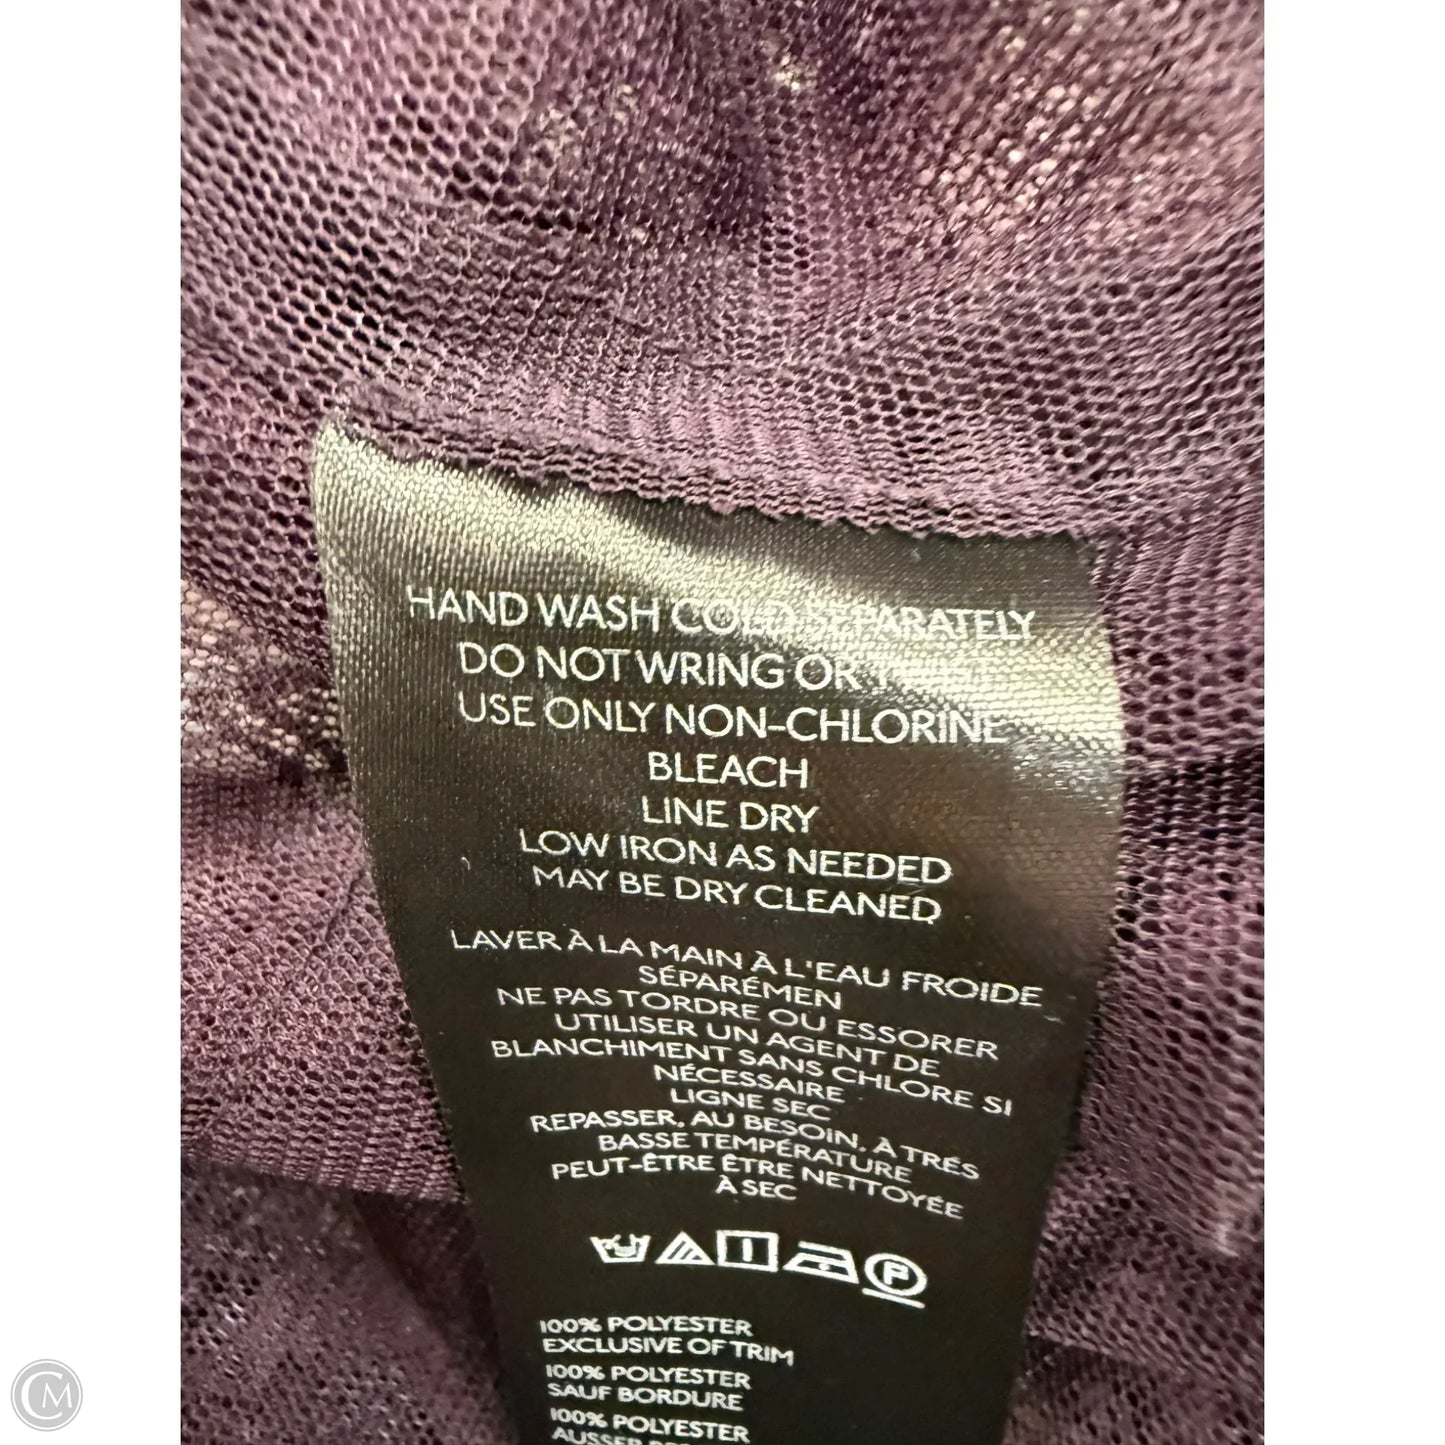 HAND WASH COLD SEPARATELY
DO NOT WRING OR TWIST
USE ONLY NON-CHLORINE
BLEACH
LINE DRY
LOW IRON AS NEEDED
MAY BE DRY CLEANED
LAVER À LA MAIN À L'EAU FROIDE
SÉPARÉMEN
NE PAS TORDRE OU ESSORER
UTILISER UN AGENT DE
BLANCHIMENT SANS CHLORE SI
NÉCESSAIRE
LIGNE SEC
REPASSER, AU BESOIN, À TRÉS
BASSE TEMPÉRATURE
PEUT-ÊTRE ÊTRE NETTOYÉE
À SEC
P
100% POLYESTER
EXCLUSIVE OF TRIM
100% POLYESTER
SAUF BORDURE
100% POLYESTER
AUSSER
CM